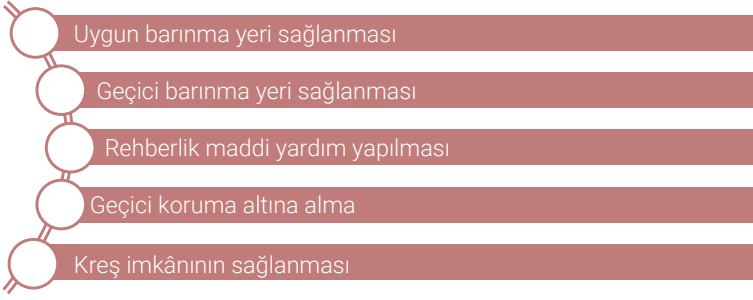 Uygun barınma yeri sağlanması
Geçici barınma yeri sağlanması
Rehberlik maddi yardım yapılması
Geçici koruma altına alma
Kreş imkânının sağlanması